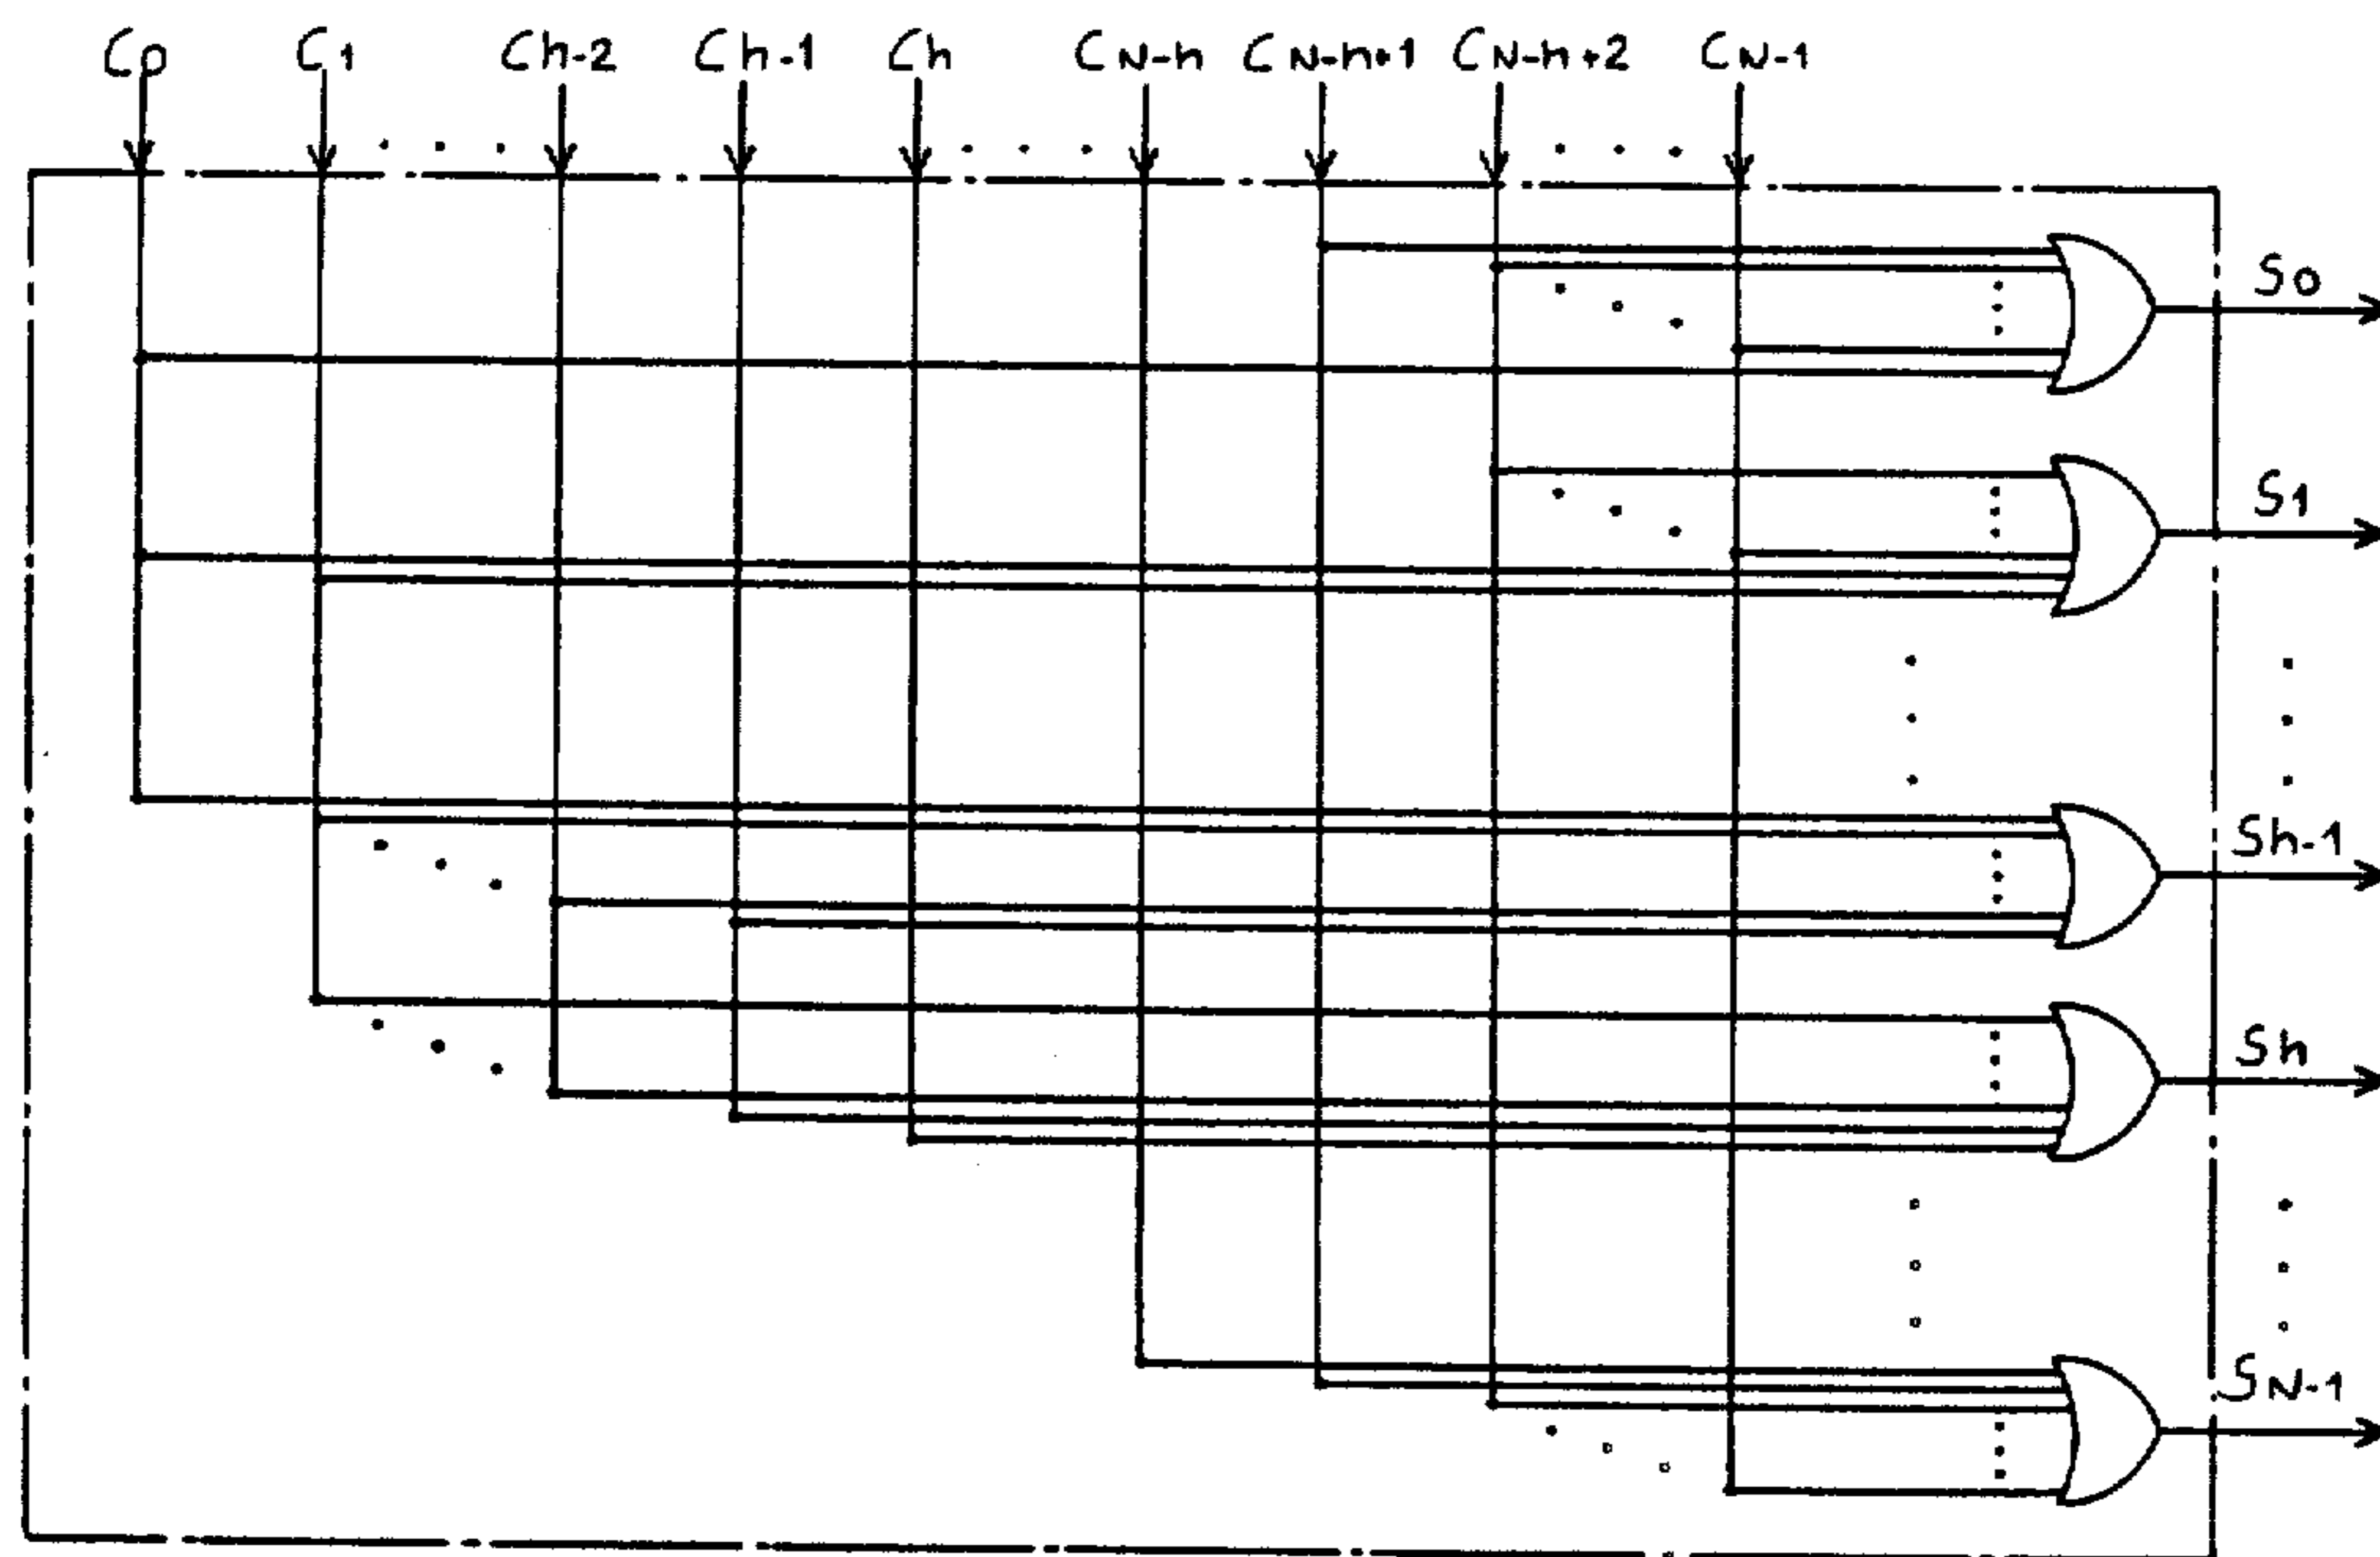 C0 C1 Ch-2 Ch-1 Ch CN-h CN-h+1 CN-h+2 CN-1
S0
S1
Sh-1
Sh
SN-1